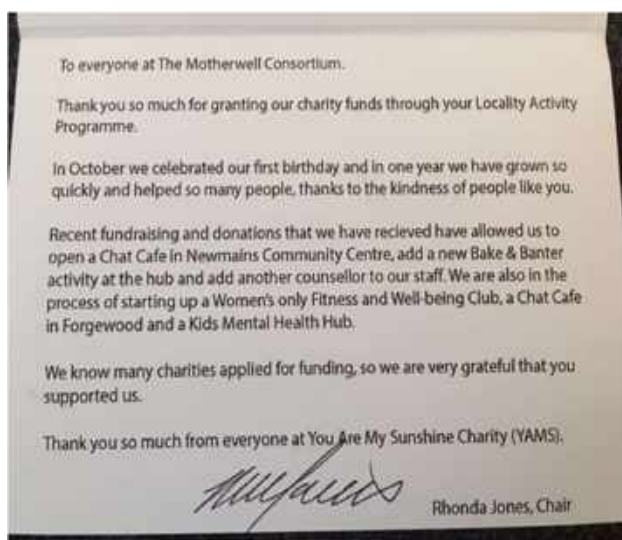 To everyone at The Motherwell Consortium.
Thank you so much for granting our charity funds through your Locality Activity
Programme.
In October we celebrated our first birthday and in one year we have grown so
quickly and helped so many people, thanks to the kindness of people like you.
Recent fundraising and donations that we have recieved have allowed us to
open a Chat Cafe in Newmains Community Centre, add a new Bake & Banter
activity at the hub and add another counsellor to our staff. We are also in the
process of starting up a Women's only Fitness and Well-being Club, a Chat Cafe
in Forgewood and a Kids Mental Health Hub.
We know many charities applied for funding, so we are very grateful that you
supported us.
Thank you so much from everyone at You Are My Sunshine Charity (YAMS).
Rhonda Jones, Chair